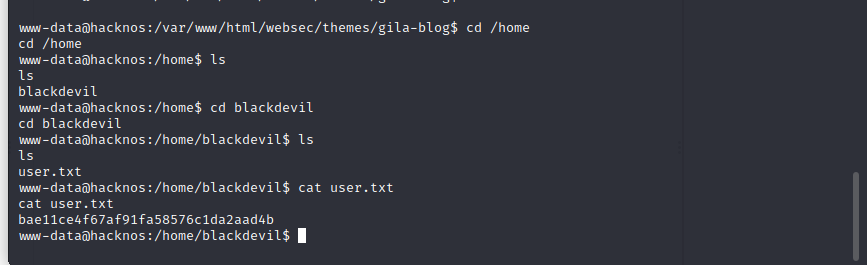 www-data@hacknos:/var/www/html/websec/themes/gila-blog$ cd /home
cd /home
www-data@hacknos:/home$ ls
ls
blackdevil
www-data@hacknos:/home$ cd blackdevil
cd blackdevil
www-data@hacknos:/home/blackdevil$ ls
ls
user.txt
www-data@hacknos:/home/blackdevil$ cat user.txt
cat user.txt
bae11ce4f67af91fa58576c1da2aad4b
www-data@hacknos:/home/blackdevil$